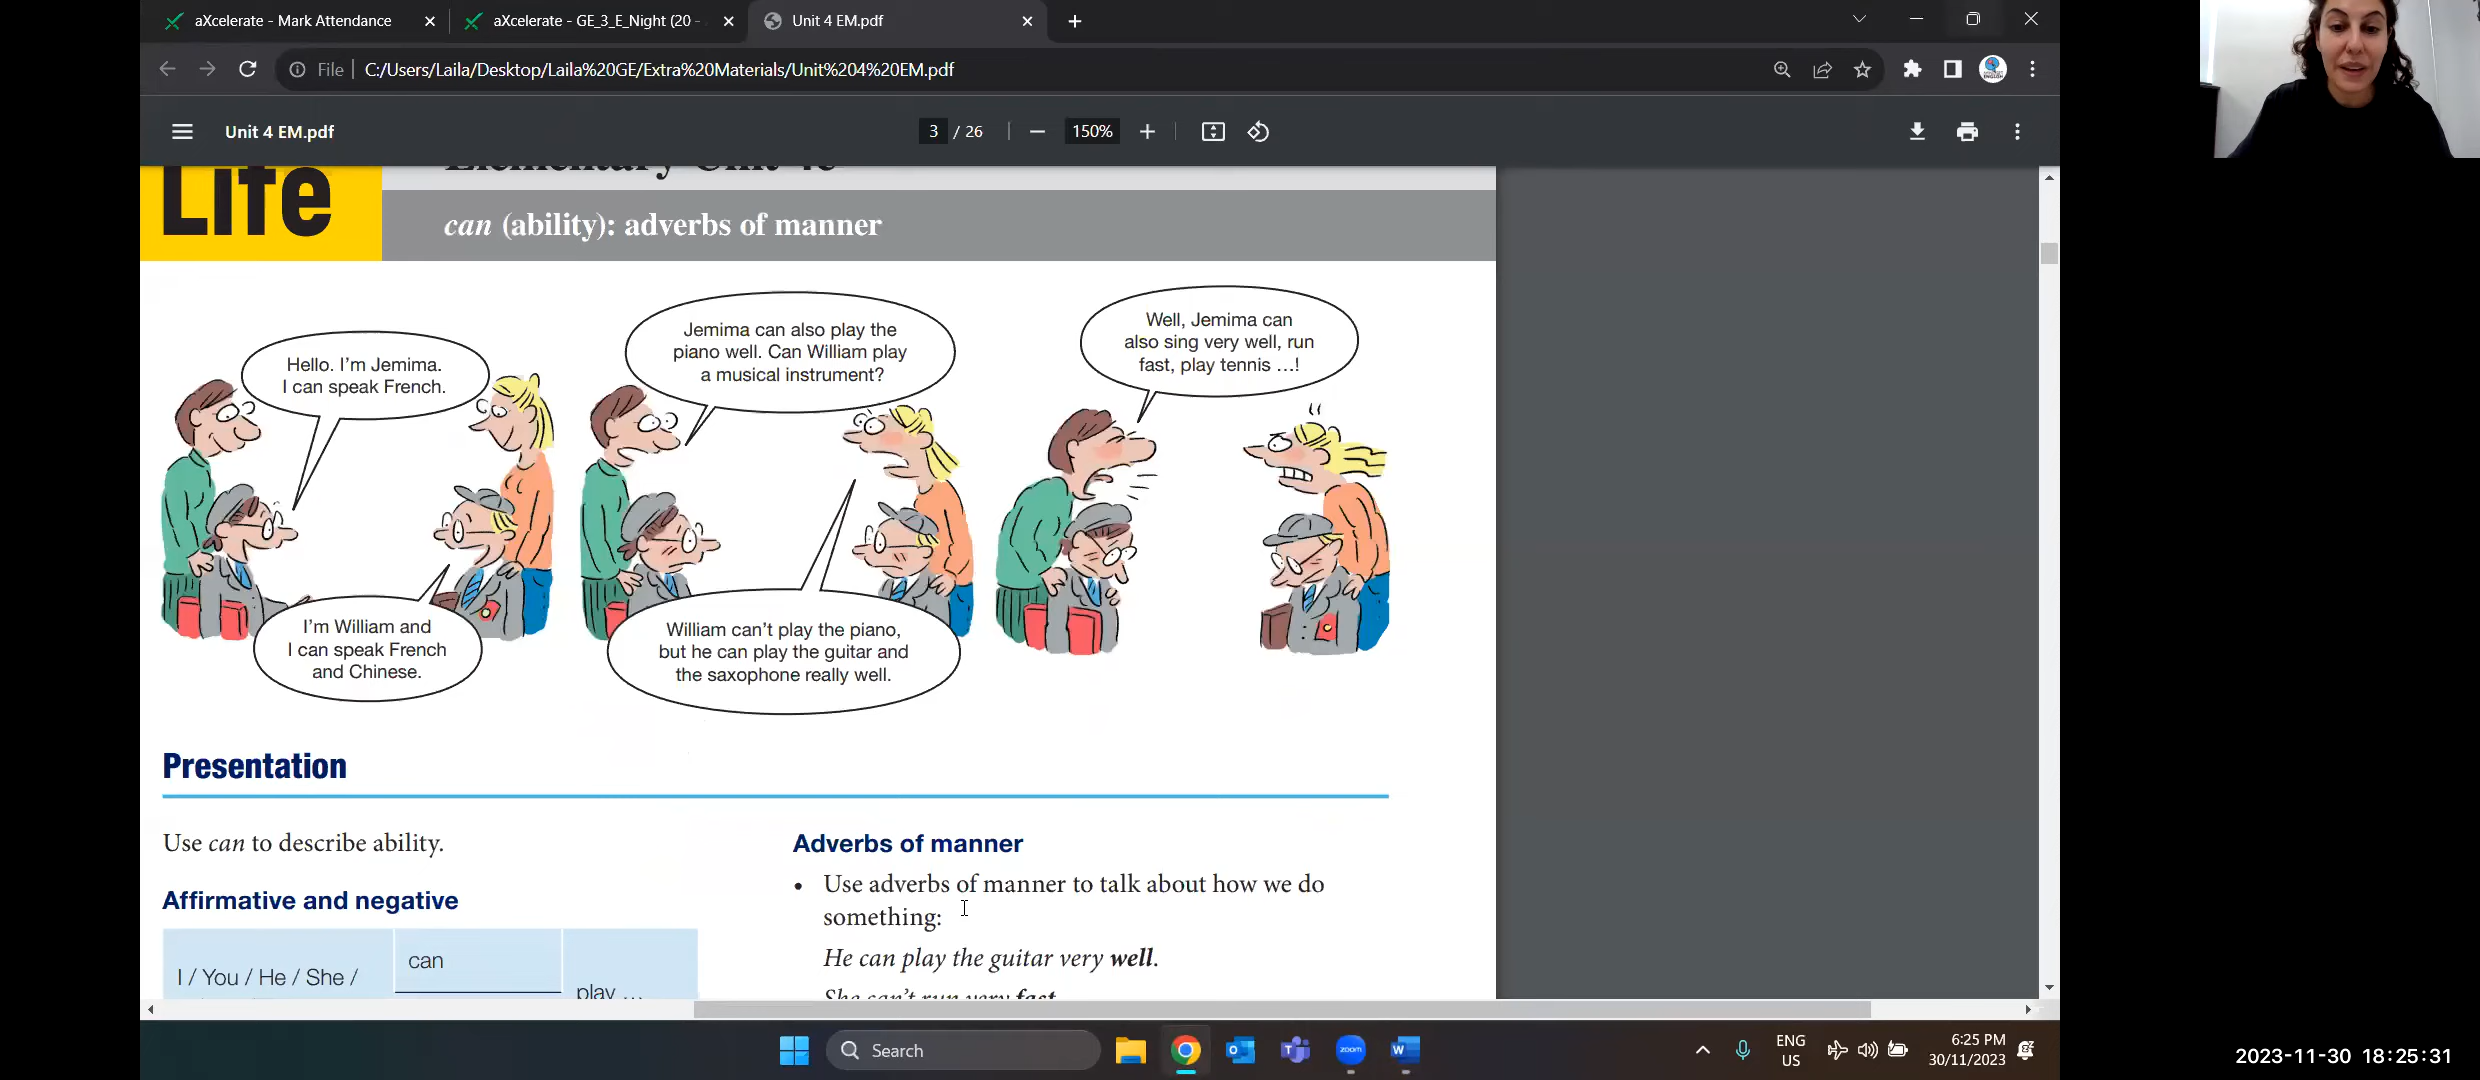 aXcelerate - Mark Attendance
aXcelerate - GE_3_E_Night (20 -
Unit 4 EM.pdf
File
C:/Users/Laila/Desktop/Laila%20GE/Extra%20Materials/Unit%204%20EM.pdf
Unit 4 EM.pdf
3 / 26
150%
Life
can (ability): adverbs of manner
Hello. I'm Jemima.
I can speak French.
I'm William and
I can speak French
and Chinese.
Jemima can also play the
piano well. Can William play
a musical instrument?
William can't play the piano,
but he can play the guitar and
the saxophone really well.
Well, Jemima can
also sing very well, run
fast, play tennis …!
Presentation
Use can to describe ability.
Affirmative and negative
I / You / He / She /
can
play …
Adverbs of manner
• Use adverbs of manner to talk about how we do
something:
He can play the guitar very well.
She can't run very fast
Search
zoom
ENG
US
6:25 PM
30/11/2023
2023-11-30 18:25:31